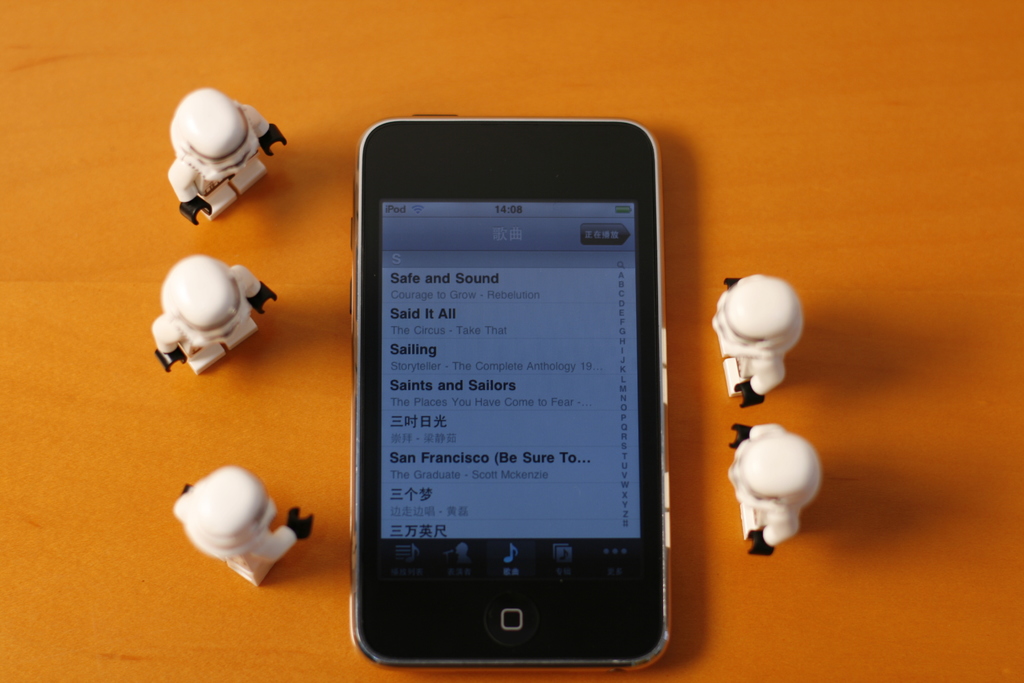 iPod 14:08
歌曲 正在播放
S
Safe and Sound
Courage to Grow - Rebelution
Said It All
The Circus - Take That
Sailing
Storyteller - The Complete Anthology 19...
Saints and Sailors
The Places You Have Come to Fear -...
三吋日光
崇拜 - 梁静茹
San Francisco (Be Sure To...
The Graduate - Scott Mckenzie
三个梦
边走边唱 - 黄磊
三万英尺
A
B
C
D
E
F
G
H
I
J
K
L
M
N
O
P
Q
R
S
T
U
V
W
X
Y
Z
#
播放列表 表演者 歌曲 专辑 更多